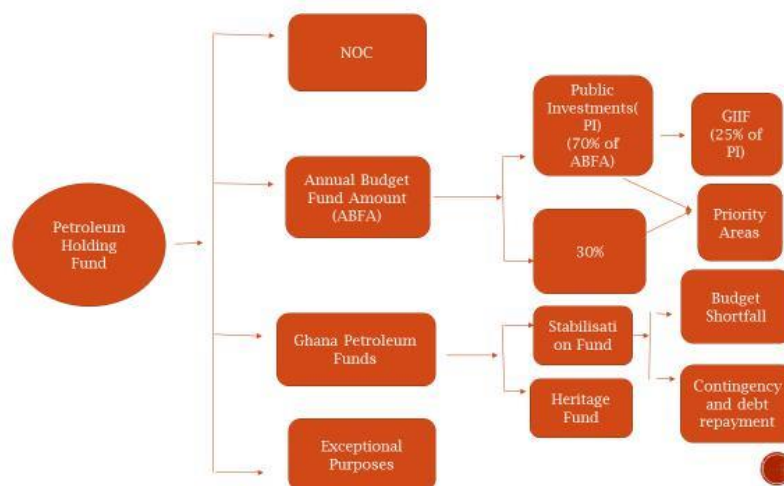 NOC
Public
Investments(
PI)
(70% of
ABFA)
GIIF
(25% of
PI)
Annual Budget
Fund Amount
(ABFA)
Priority
Areas
Petroleum
Holding
Fund
30%
Budget
Shortfall
Ghana Petroleum
Funds
Stabilisati
on Fund
Heritage
Fund
Contingency
and debt
repayment
Exceptional
Purposes